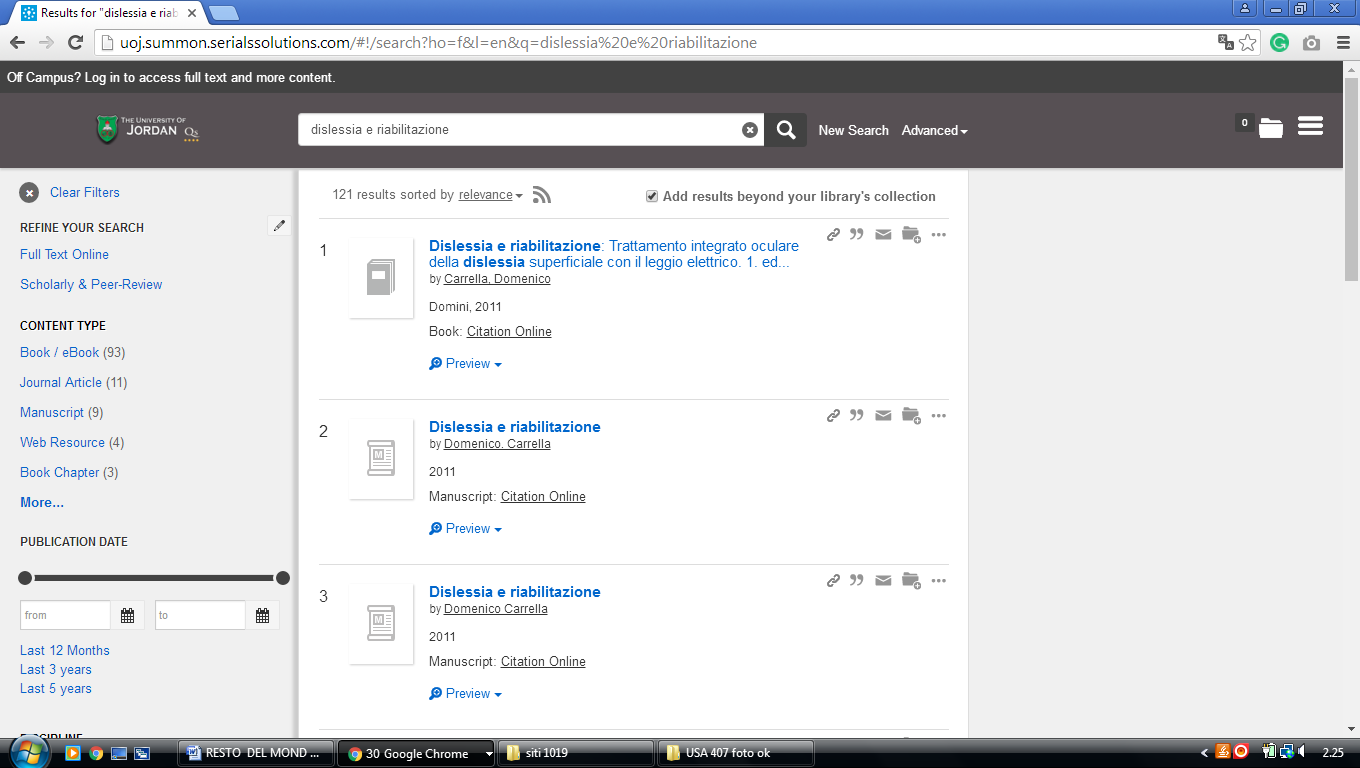 Results for "dislessia e riab
uoj.summon.serialssolutions.com/#!/search?ho=f&l=en&q=dislessia%20e%20riabilitazione
Off Campus? Log in to access full text and more content.
THE UNIVERSITY OF
JORDAN QS
dislessia e riabilitazione
New Search Advanced
0
Clear Filters
REFINE YOUR SEARCH
Full Text Online
Scholarly & Peer-Review
CONTENT TYPE
Book / eBook (93)
Journal Article (11)
Manuscript (9)
Web Resource (4)
Book Chapter (3)
More...
PUBLICATION DATE
from
to
Last 12 Months
Last 3 years
Last 5 years
DISCIPLINE
121 results sorted by relevance
Add results beyond your library's collection
1
Dislessia e riabilitazione: Trattamento integrato oculare
della dislessia superficiale con il leggio elettrico. 1. ed...
by Carrella, Domenico
Domini, 2011
Book: Citation Online
Preview
2
M
Dislessia e riabilitazione
by Domenico. Carrella
2011
Manuscript: Citation Online
Preview
3
M
Dislessia e riabilitazione
by Domenico Carrella
2011
Manuscript: Citation Online
Preview
RESTO DEL MOND ...
30 Google Chrome
siti 1019
USA 407 foto ok
2.25